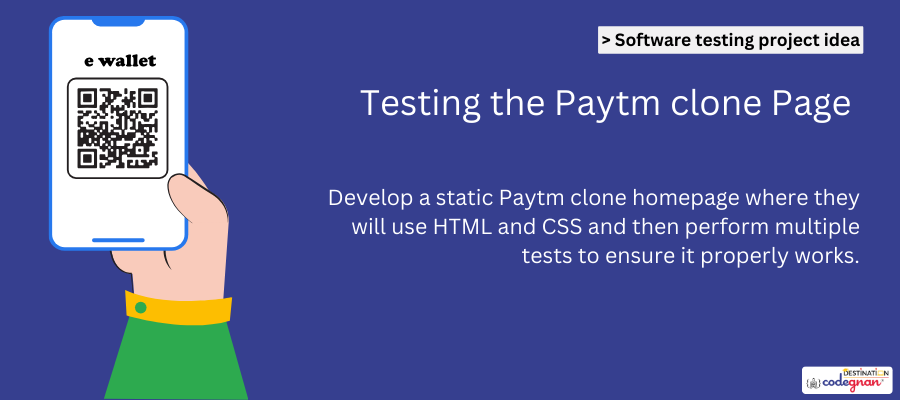 e wallet
> Software testing project idea
Testing the Paytm clone Page
Develop a static Paytm clone homepage where they
will use HTML and CSS and then perform multiple
tests to ensure it properly works.
DESTINATION
codegnan